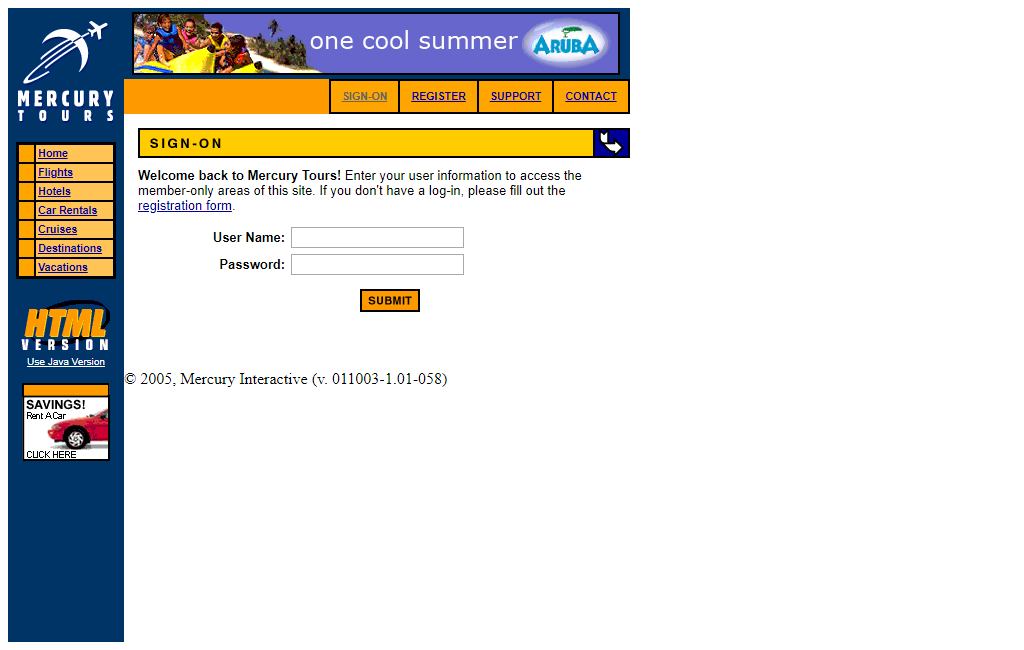 MERCURY
TOURS
one cool summer
ARUBA
SIGN-ON
REGISTER
SUPPORT
CONTACT
Home
Flights
Hotels
Car Rentals
Cruises
Destinations
Vacations
HTML
VERSION
Use Java Version
SAVINGS!
Rent A Car
CLICK HERE
SIGN-ON
Welcome back to Mercury Tours! Enter your user information to access the
member-only areas of this site. If you don't have a log-in, please fill out the
registration form.
User Name:
Password:
SUBMIT
© 2005, Mercury Interactive (v. 011003-1.01-058)